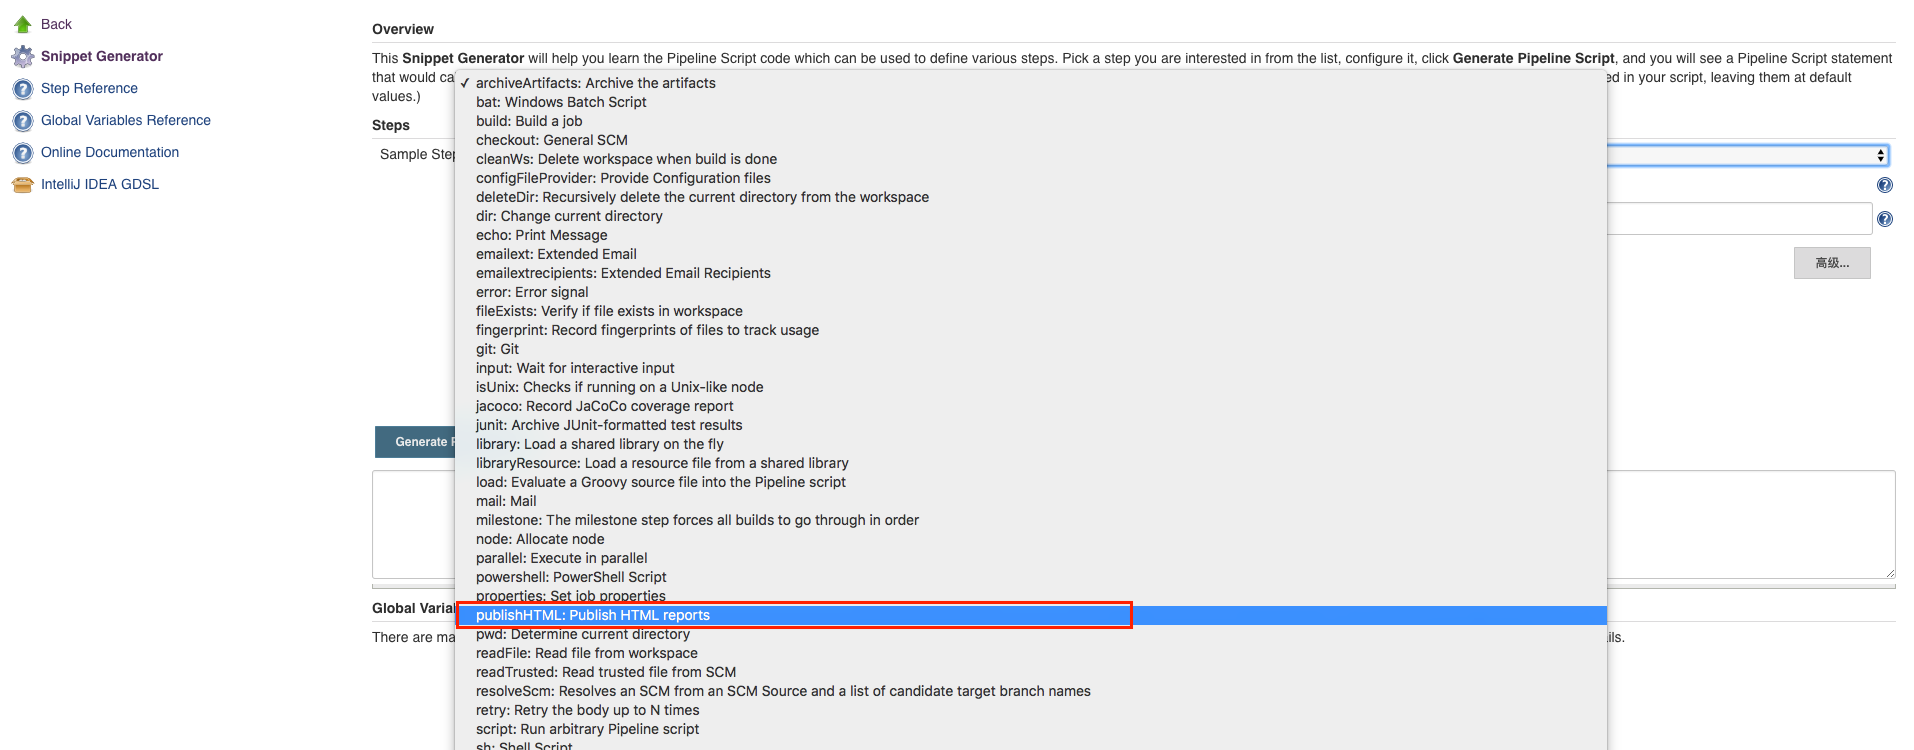 Back
Snippet Generator
Step Reference
Global Variables Reference
Online Documentation
IntelliJ IDEA GDSL
Overview
This Snippet Generator will help you learn the Pipeline Script code which can be used to define various steps. Pick a step you are interested in from the list, configure it, click Generate Pipeline Script, and you will see a Pipeline Script statement
that would ca
ed in your script, leaving them at default
values.)
Steps
Sample Step
archiveArtifacts: Archive the artifacts
bat: Windows Batch Script
build: Build a job
checkout: General SCM
cleanWs: Delete workspace when build is done
configFileProvider: Provide Configuration files
deleteDir: Recursively delete the current directory from the workspace
dir: Change current directory
echo: Print Message
emailext: Extended Email
emailextrecipients: Extended Email Recipients
error: Error signal
fileExists: Verify if file exists in workspace
fingerprint: Record fingerprints of files to track usage
git: Git
input: Wait for interactive input
isUnix: Checks if running on a Unix-like node
jacoco: Record JaCoCo coverage report
junit: Archive JUnit-formatted test results
library: Load a shared library on the fly
libraryResource: Load a resource file from a shared library
load: Evaluate a Groovy source file into the Pipeline script
mail: Mail
milestone: The milestone step forces all builds to go through in order
node: Allocate node
parallel: Execute in parallel
powershell: PowerShell Script
properties: Set job properties
publishHTML: Publish HTML reports
pwd: Determine current directory
readFile: Read file from workspace
readTrusted: Read trusted file from SCM
resolveScm: Resolves an SCM from an SCM Source and a list of candidate target branch names
retry: Retry the body up to N times
script: Run arbitrary Pipeline script
sh: Shell Script
高级...
Generate
Global Varia
There are ma
ils.